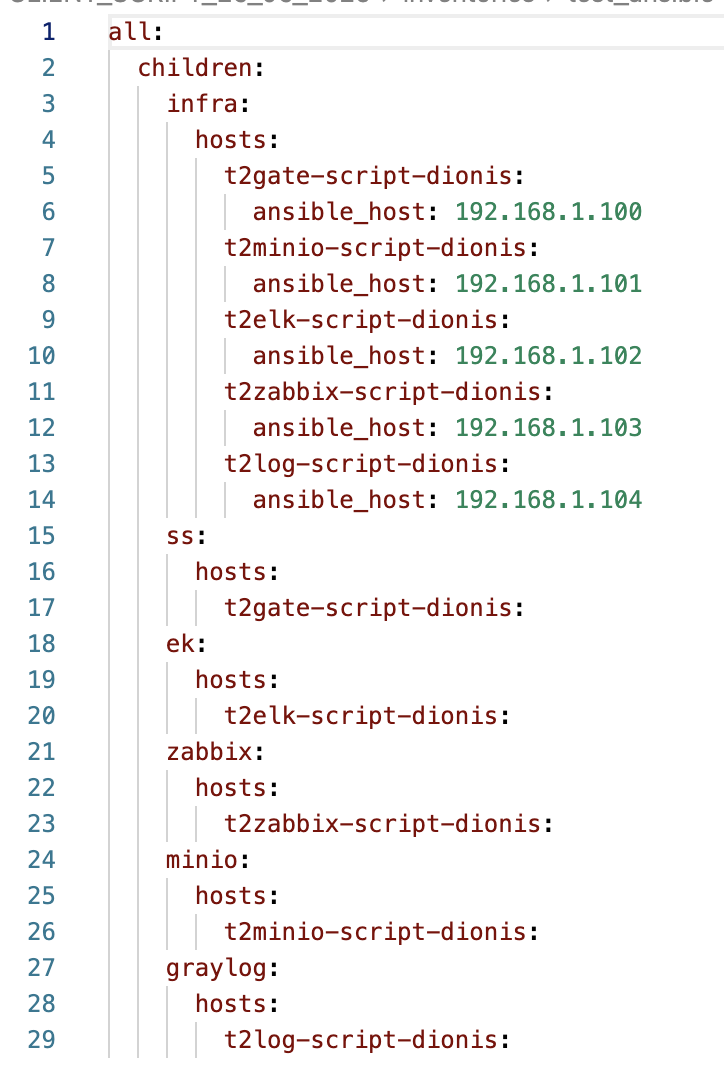 1 all:
2   children:
3     infra:
4       hosts:
5         t2gate-script-dionis:
6           ansible_host: 192.168.1.100
7         t2minio-script-dionis:
8           ansible_host: 192.168.1.101
9         t2elk-script-dionis:
10           ansible_host: 192.168.1.102
11         t2zabbix-script-dionis:
12           ansible_host: 192.168.1.103
13         t2log-script-dionis:
14           ansible_host: 192.168.1.104
15     ss:
16       hosts:
17         t2gate-script-dionis:
18     ek:
19       hosts:
20         t2elk-script-dionis:
21     zabbix:
22       hosts:
23         t2zabbix-script-dionis:
24     minio:
25       hosts:
26         t2minio-script-dionis:
27     graylog:
28       hosts:
29         t2log-script-dionis: